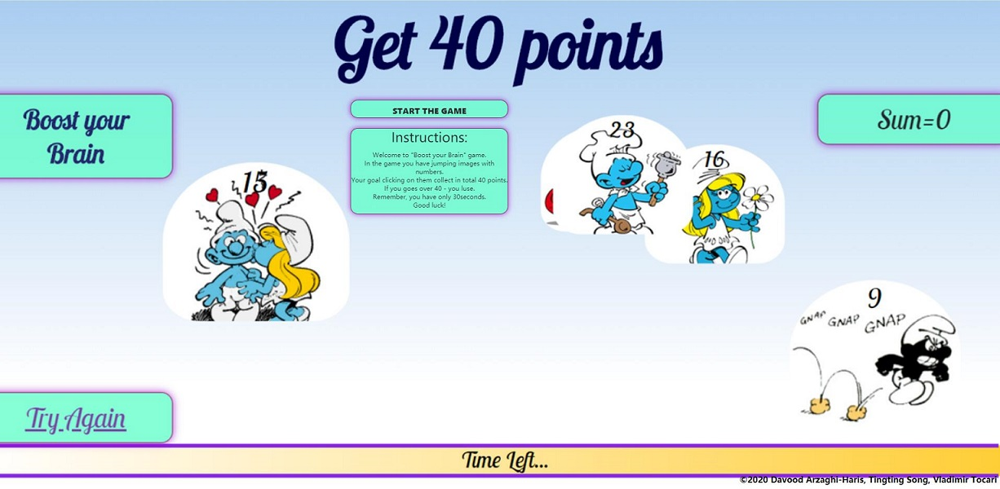 Get 40 points
Boost your
Brain
START THE GAME
Sum=0
Instructions:
Welcome to "Boost your Brain" game.
In the game you have jumping images with
numbers.
Your goal clicking on them collect in total 40 points.
If you goes over 40 - you luse.
Remember, you have only 30seconds.
Good luck!
23
16
9
GNAP GNAP GNAP
Try Again
Time Left...
©2020 Davood Arzaghi-Haris, Tingting Song, Vladimir Tocari